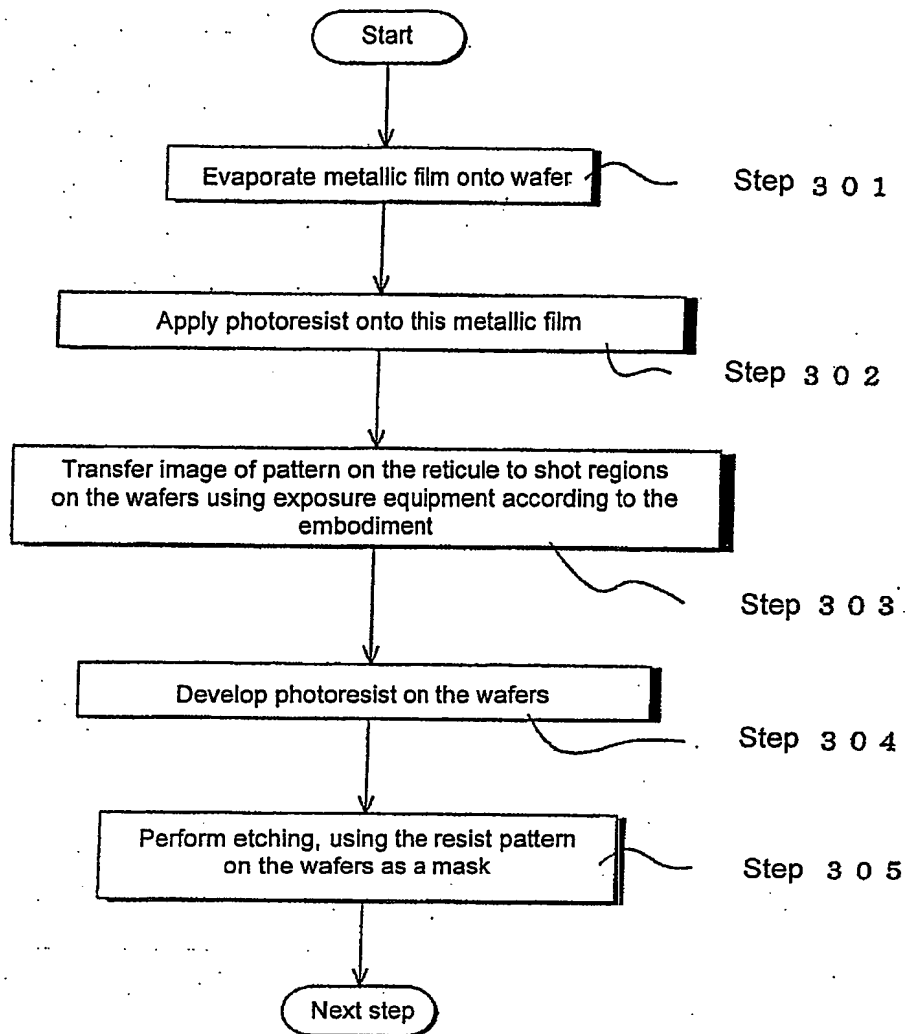 Start
Evaporate metallic film onto wafer
Step 3 0 1
Apply photoresist onto this metallic film
Step 3 0 2
Transfer image of pattern on the reticule to shot regions
on the wafers using exposure equipment according to the
embodiment
Step 3 0 3
Develop photoresist on the wafers
Step 3 0 4
Perform etching, using the resist pattern
on the wafers as a mask
Step 3 0 5
Next step